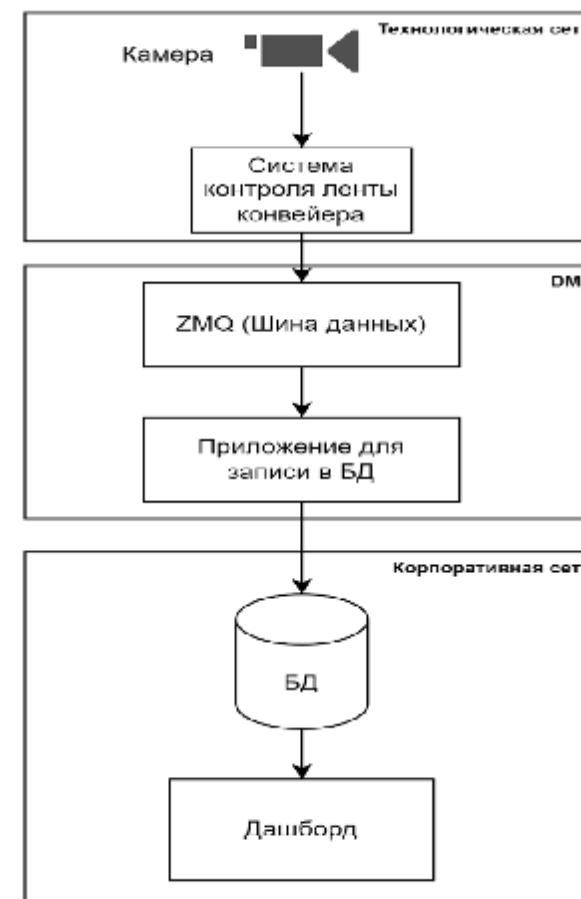 Технологическая сет
Камера
Система
контроля ленты
конвейера
DM
ZMQ (Шина данных)
Приложение для
записи в БД
Корпоративная сет
БД
Дашборд